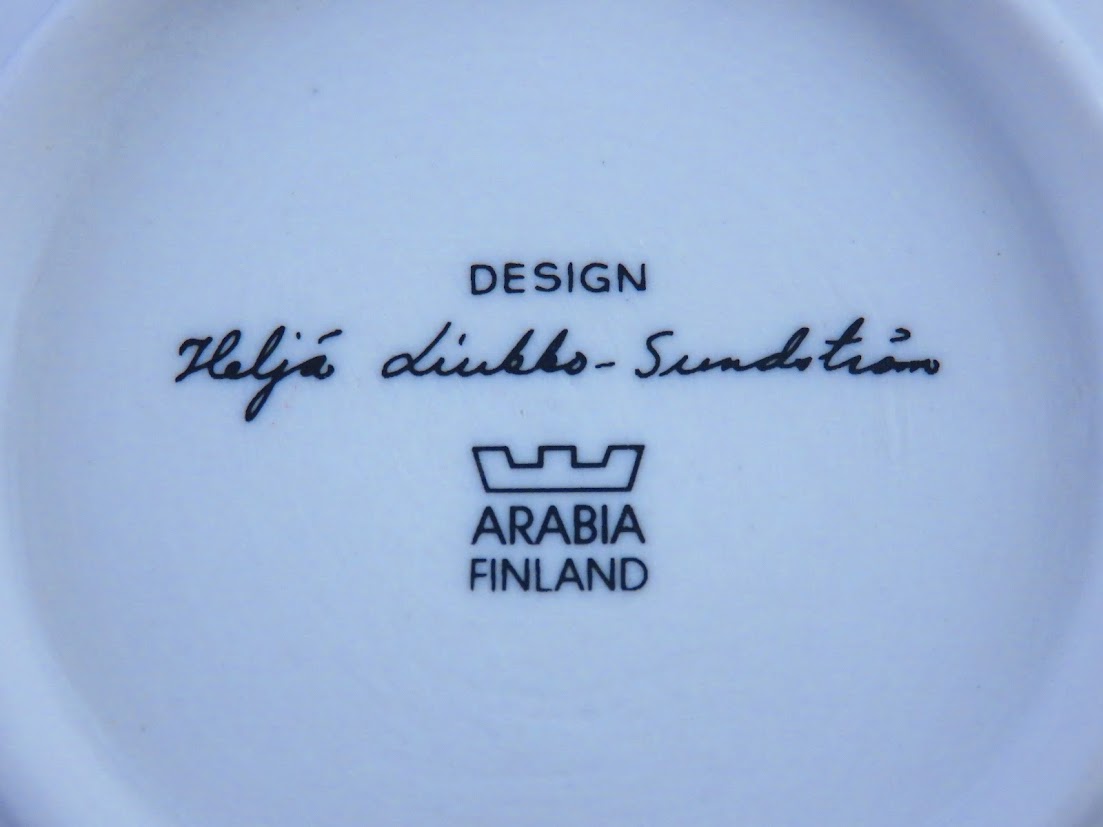 DESIGN
Heljä Liukko-Sundström
ARABIA
FINLAND